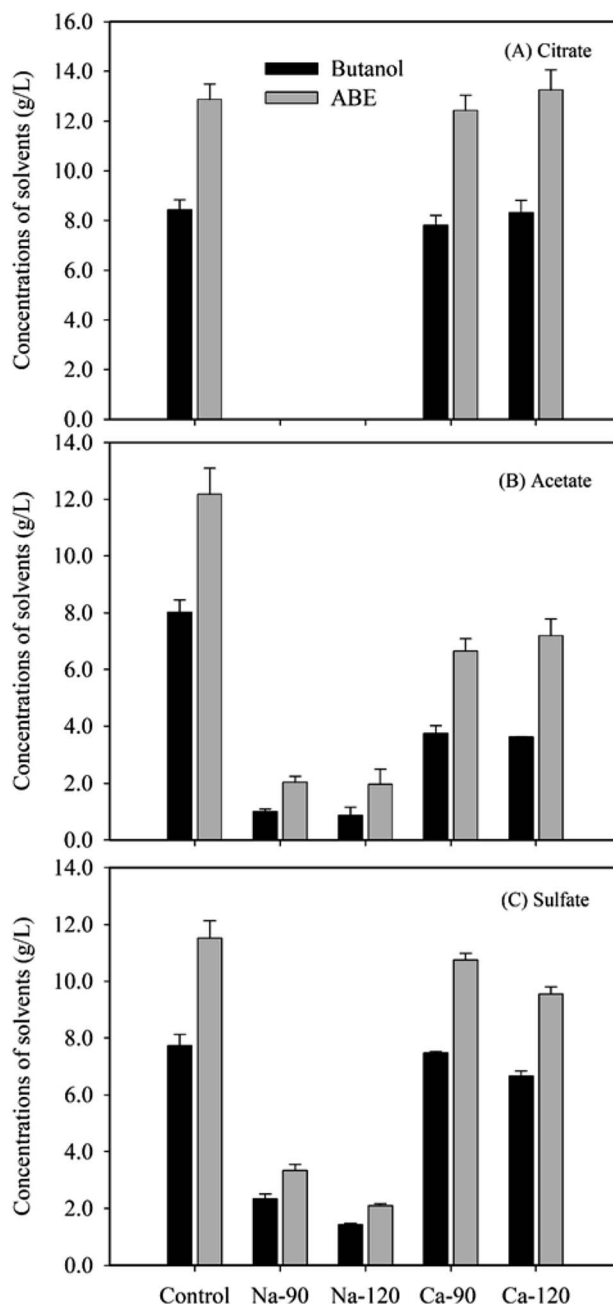 16.0
(A) Citrate
Butanol
ABE
14.0
12.0
10.0
8.0
6.0
4.0
2.0
0.0
Concentrations of solvents (g/L)
14.0
(B) Acetate
12.0
10.0
8.0
6.0
4.0
2.0
0.0
Concentrations of solvents (g/L)
14.0
(C) Sulfate
12.0
10.0
8.0
6.0
4.0
2.0
0.0
Concentrations of solvents (g/L)
Control Na-90 Na-120 Ca-90 Ca-120